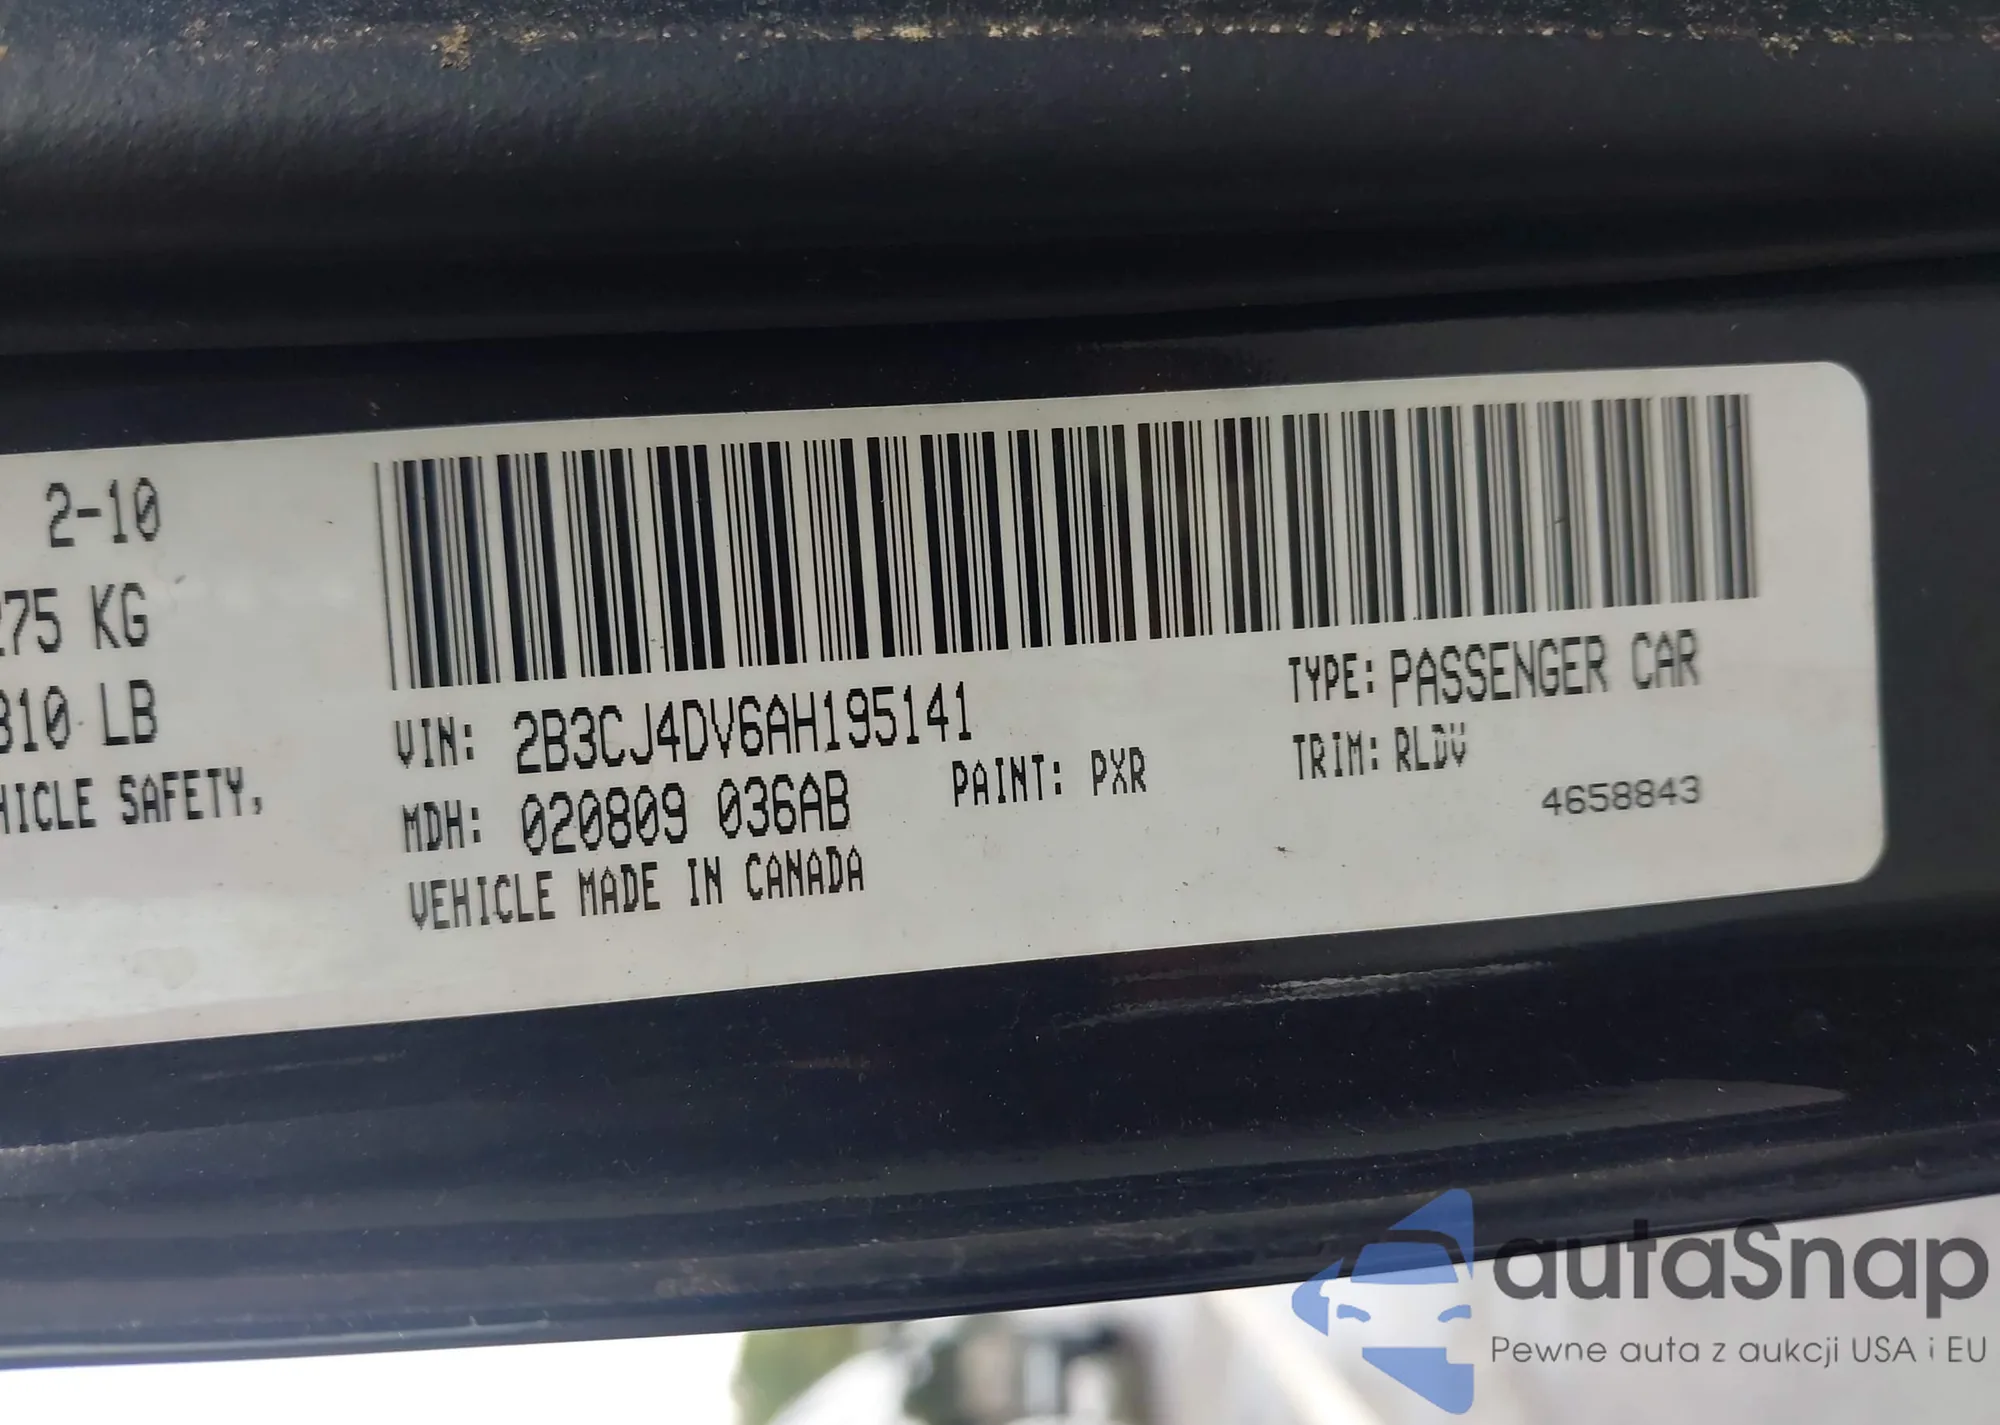 2-10
275 KG
310 LB
HICLE SAFETY,
VIN: 2B3CJ4DV6AH195141
MDH: 020809 036AB
PAINT: PXR
VEHICLE MADE IN CANADA
TYPE: PASSENGER CAR
TRIM: RLDV
4658843
autaSnap
Pewne auta z aukcji USA i EU